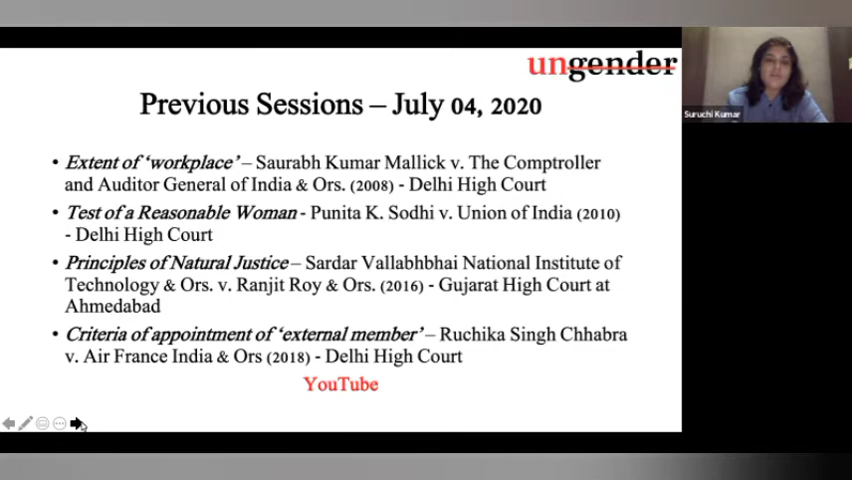 ungender
Previous Sessions – July 04, 2020
• Extent of ‘workplace’ – Saurabh Kumar Mallick v. The Comptroller
and Auditor General of India & Ors. (2008) - Delhi High Court
• Test of a Reasonable Woman - Punita K. Sodhi v. Union of India (2010)
- Delhi High Court
• Principles of Natural Justice – Sardar Vallabhbhai National Institute of
Technology & Ors. v. Ranjit Roy & Ors. (2016) - Gujarat High Court at
Ahmedabad
• Criteria of appointment of ‘external member’ – Ruchika Singh Chhabra
v. Air France India & Ors (2018) - Delhi High Court
YouTube
Suruchi Kumar